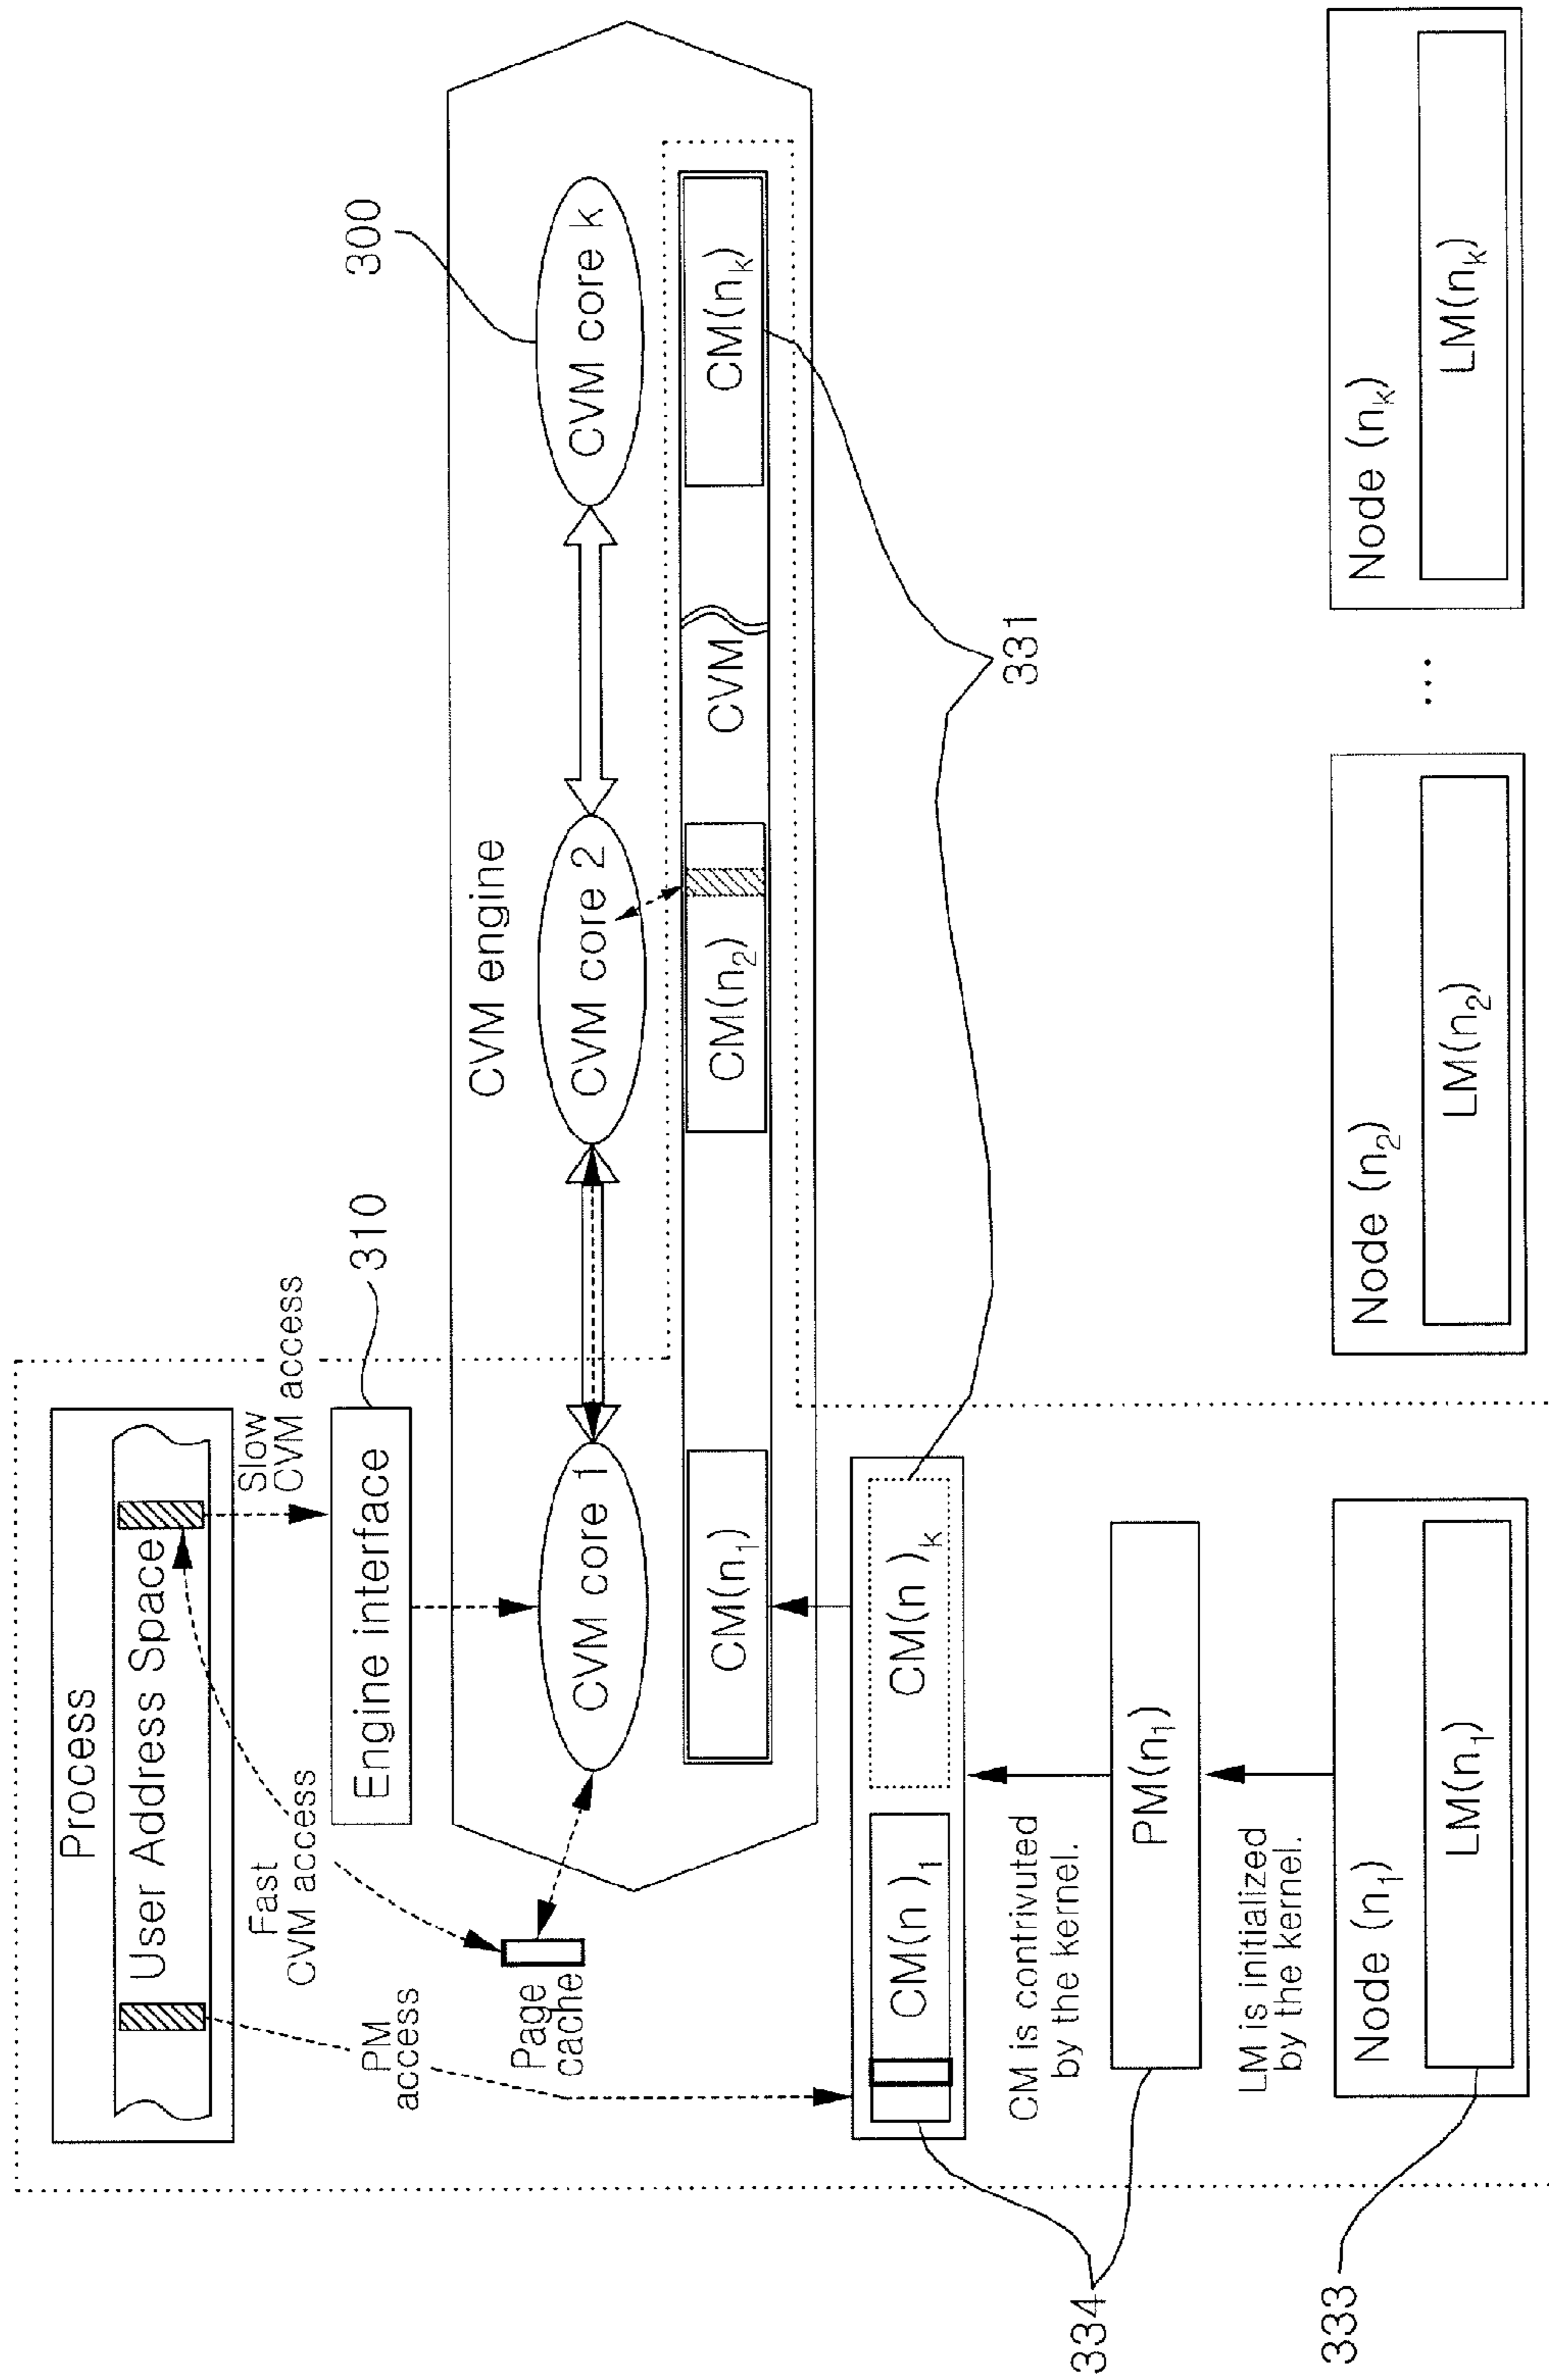 Process
User Address Space
Slow
CVM access
Fast
CVM access
PM
access
Page
cache
Engine interface
310
CVM engine
300
CVM core 1
CVM core 2
CVM core k
CM(n₁)
CM(n₂)
CVM
CM(nₖ)
331
CM(n )₁
CM(n )ₖ
CM is contrivuted
by the kernel.
PM(n₁)
334
LM is initialized
by the kernel.
Node (n₁)
LM(n₁)
333
Node (n₂)
LM(n₂)
...
Node (nₖ)
LM(nₖ)